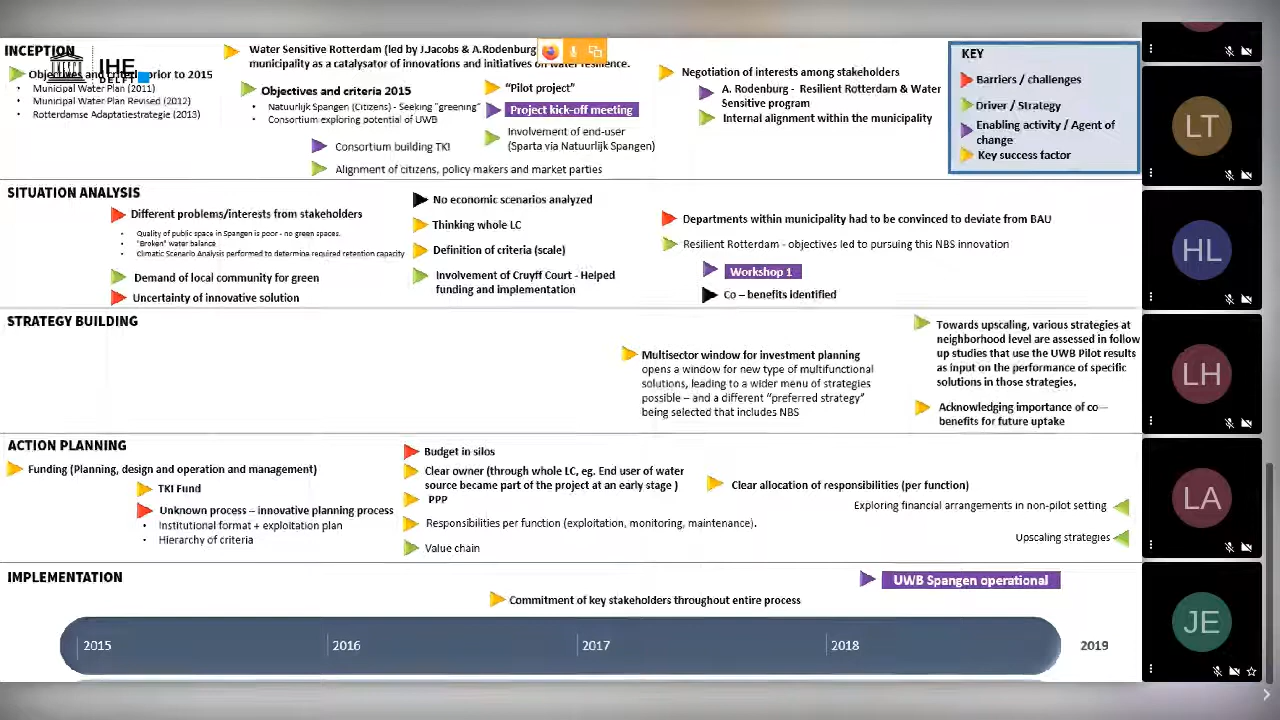 INCEPTION
IHE
DELFT
Objectives and criteria prior to 2015
• Municipal Water Plan (2011)
• Municipal Water Plan Revised (2012)
• Rotterdamse Adaptatiestrategie (2013)
Water Sensitive Rotterdam (led by J.Jacobs & A.Rodenburg
municipality as a catalysator of innovations and initiatives on water resilience.
Objectives and criteria 2015
• Natuurlijk Spangen (Citizens) - Seeking "greening"
• Consortium exploring potential of UWB
Consortium building TKI
Alignment of citizens, policy makers and market parties
"Pilot project"
Project kick-off meeting
Involvement of end-user
(Sparta via Natuurlijk Spangen)
Negotiation of interests among stakeholders
A. Rodenburg - Resilient Rotterdam & Water
Sensitive program
Internal alignment within the municipality
KEY
Barriers / challenges
Driver / Strategy
Enabling activity / Agent of
change
Key success factor
SITUATION ANALYSIS
Different problems/interests from stakeholders
• Quality of public space in Spangen is poor - no green spaces.
• "Broken" water balance
• Climatic Scenario Analysis performed to determine required retention capacity
Demand of local community for green
Uncertainty of innovative solution
No economic scenarios analyzed
Thinking whole LC
Definition of criteria (scale)
Involvement of Cruyff Court - Helped
funding and implementation
Departments within municipality had to be convinced to deviate from BAU
Resilient Rotterdam - objectives led to pursuing this NBS innovation
Workshop 1
Co – benefits identified
STRATEGY BUILDING
Multisector window for investment planning
opens a window for new type of multifunctional
solutions, leading to a wider menu of strategies
possible – and a different "preferred strategy"
being selected that includes NBS
Towards upscaling, various strategies at
neighborhood level are assessed in follow
up studies that use the UWB Pilot results
as input on the performance of specific
solutions in those strategies.
Acknowledging importance of co–
benefits for future uptake
ACTION PLANNING
Funding (Planning, design and operation and management)
TKI Fund
Unknown process – innovative planning process
• Institutional format + exploitation plan
• Hierarchy of criteria
Budget in silos
Clear owner (through whole LC, eg. End user of water
source became part of the project at an early stage )
PPP
Responsibilities per function (exploitation, monitoring, maintenance).
Value chain
Clear allocation of responsibilities (per function)
Exploring financial arrangements in non-pilot setting
Upscaling strategies
IMPLEMENTATION
UWB Spangen operational
Commitment of key stakeholders throughout entire process
2015
2016
2017
2018
2019
LT
HL
LH
LA
JE